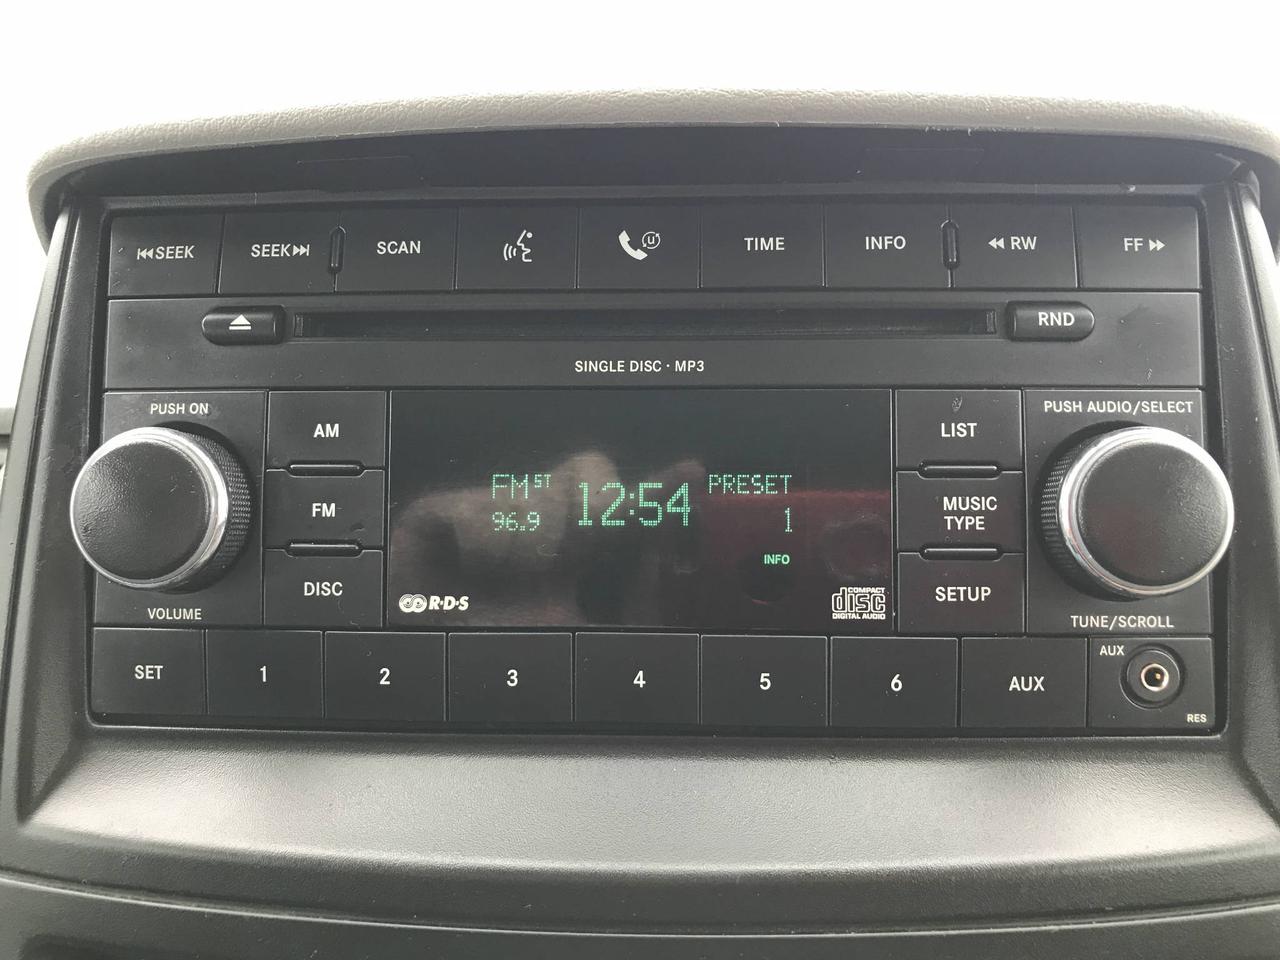 SEEK
SEEK
SCAN
TIME
INFO
RW
FF
RND
SINGLE DISC · MP3
PUSH ON
AM
FM
DISC
VOLUME
FM ST
96.9
12:54
PRESET
1
INFO
R·D·S
COMPACT
disc
DIGITAL AUDIO
LIST
MUSIC
TYPE
SETUP
PUSH AUDIO/SELECT
TUNE/SCROLL
SET
1
2
3
4
5
6
AUX
AUX
RES